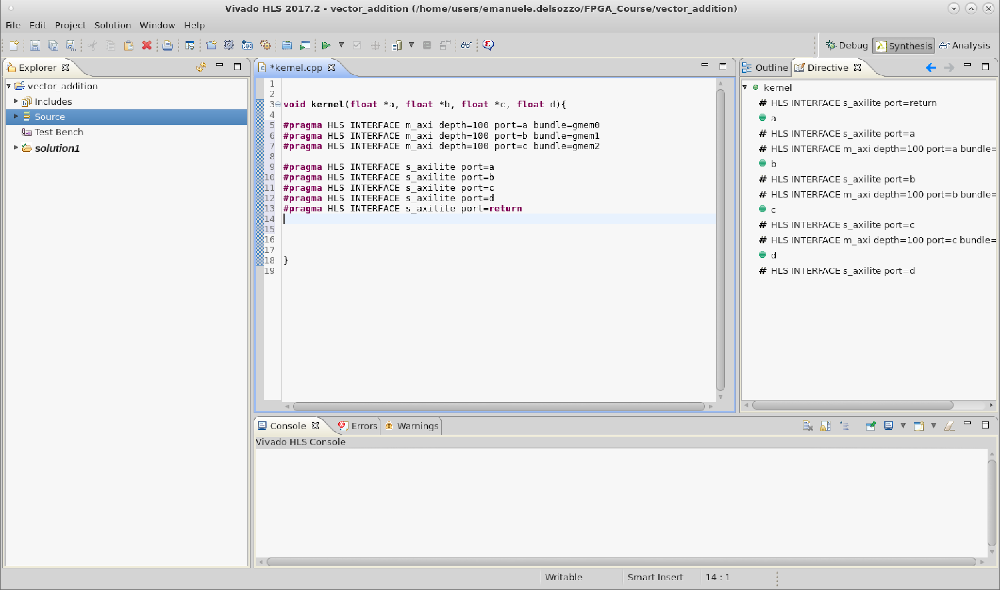 Vivado HLS 2017.2 - vector_addition (/home/users/emanuele.delsozzo/FPGA_Course/vector_addition)
File Edit Project Solution Window Help
Debug Synthesis Analysis
Explorer
vector_addition
Includes
Source
Test Bench
solution1
*kernel.cpp
1
2
3 void kernel(float *a, float *b, float *c, float d){
4
5 #pragma HLS INTERFACE m_axi depth=100 port=a bundle=gmem0
6 #pragma HLS INTERFACE m_axi depth=100 port=b bundle=gmem1
7 #pragma HLS INTERFACE m_axi depth=100 port=c bundle=gmem2
8
9 #pragma HLS INTERFACE s_axilite port=a
10 #pragma HLS INTERFACE s_axilite port=b
11 #pragma HLS INTERFACE s_axilite port=c
12 #pragma HLS INTERFACE s_axilite port=d
13 #pragma HLS INTERFACE s_axilite port=return
14
15
16
17
18 }
19
Outline Directive
kernel
# HLS INTERFACE s_axilite port=return
a
# HLS INTERFACE s_axilite port=a
# HLS INTERFACE m_axi depth=100 port=a bundle=
b
# HLS INTERFACE s_axilite port=b
# HLS INTERFACE m_axi depth=100 port=b bundle=
c
# HLS INTERFACE s_axilite port=c
# HLS INTERFACE m_axi depth=100 port=c bundle=
d
# HLS INTERFACE s_axilite port=d
Console Errors Warnings
Vivado HLS Console
Writable Smart Insert 14 : 1